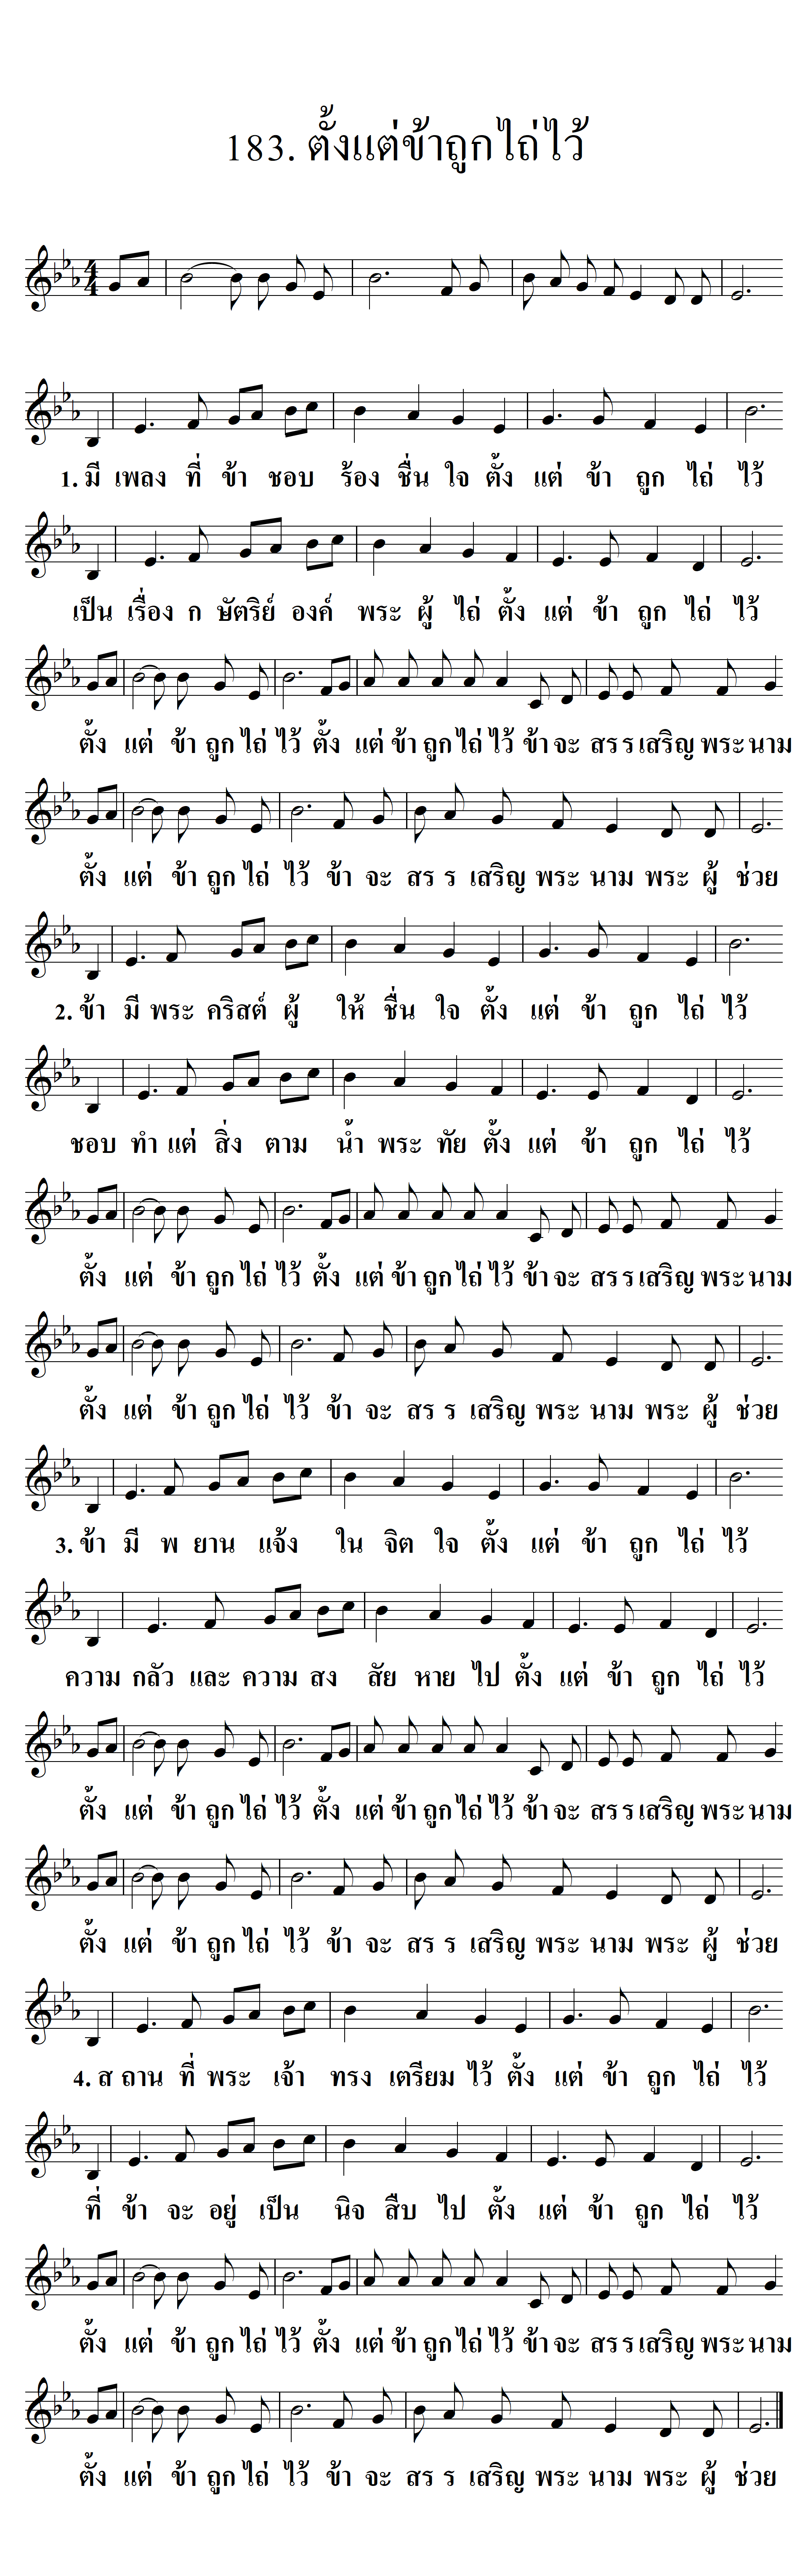 183. ตั้งแต่ข้าถูกไถ่ไว้
1. มี เพลง ที่ ข้า ชอบ ร้อง ชื่น ใจ ตั้ง แต่ ข้า ถูก ไถ่ ไว้
เป็น เรื่อง ก ษัตริย์ องค์ พระ ผู้ ไถ่ ตั้ง แต่ ข้า ถูก ไถ่ ไว้
ตั้ง แต่ ข้า ถูก ไถ่ ไว้ ตั้ง แต่ ข้า ถูก ไถ่ ไว้ ข้า จะ สร ร เสริญ พระ นาม
ตั้ง แต่ ข้า ถูก ไถ่ ไว้ ข้า จะ สร ร เสริญ พระ นาม พระ ผู้ ช่วย
2. ข้า มี พระ คริสต์ ผู้ ให้ ชื่น ใจ ตั้ง แต่ ข้า ถูก ไถ่ ไว้
ชอบ ทำ แต่ สิ่ง ตาม น้ำ พระ ทัย ตั้ง แต่ ข้า ถูก ไถ่ ไว้
ตั้ง แต่ ข้า ถูก ไถ่ ไว้ ตั้ง แต่ ข้า ถูก ไถ่ ไว้ ข้า จะ สร ร เสริญ พระ นาม
ตั้ง แต่ ข้า ถูก ไถ่ ไว้ ข้า จะ สร ร เสริญ พระ นาม พระ ผู้ ช่วย
3. ข้า มี พ ยาน แจ้ง ใน จิต ใจ ตั้ง แต่ ข้า ถูก ไถ่ ไว้
ความ กลัว และ ความ สง สัย หาย ไป ตั้ง แต่ ข้า ถูก ไถ่ ไว้
ตั้ง แต่ ข้า ถูก ไถ่ ไว้ ตั้ง แต่ ข้า ถูก ไถ่ ไว้ ข้า จะ สร ร เสริญ พระ นาม
ตั้ง แต่ ข้า ถูก ไถ่ ไว้ ข้า จะ สร ร เสริญ พระ นาม พระ ผู้ ช่วย
4. ส ถาน ที่ พระ เจ้า ทรง เตรียม ไว้ ตั้ง แต่ ข้า ถูก ไถ่ ไว้
ที่ ข้า จะ อยู่ เป็น นิจ สืบ ไป ตั้ง แต่ ข้า ถูก ไถ่ ไว้
ตั้ง แต่ ข้า ถูก ไถ่ ไว้ ตั้ง แต่ ข้า ถูก ไถ่ ไว้ ข้า จะ สร ร เสริญ พระ นาม
ตั้ง แต่ ข้า ถูก ไถ่ ไว้ ข้า จะ สร ร เสริญ พระ นาม พระ ผู้ ช่วย